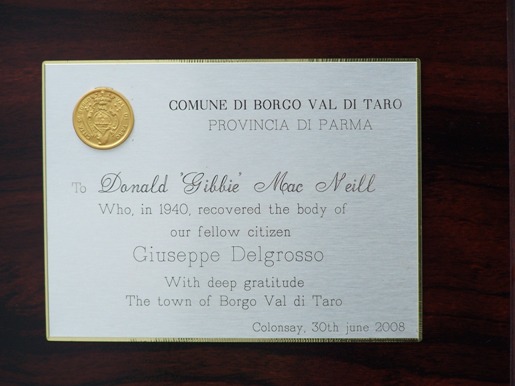 COMUNE DI BORGO VAL DI TARO
PROVINCIA DI PARMA
To Donald 'Gibbie' Mac Neill
Who, in 1940, recovered the body of
our fellow citizen
Giuseppe Delgrosso
With deep gratitude
The town of Borgo Val di Taro
Colonsay, 30th june 2008